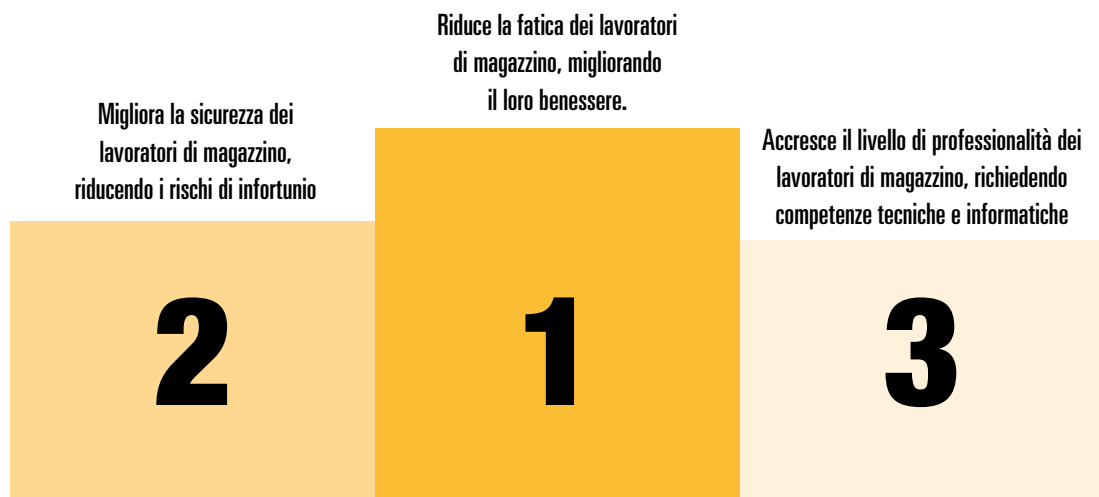 Riduce la fatica dei lavoratori
di magazzino, migliorando
il loro benessere.
Migliora la sicurezza dei
lavoratori di magazzino,
riducendo i rischi di infortunio
Accresce il livello di professionalità dei
lavoratori di magazzino, richiedendo
competenze tecniche e informatiche
2
1
3